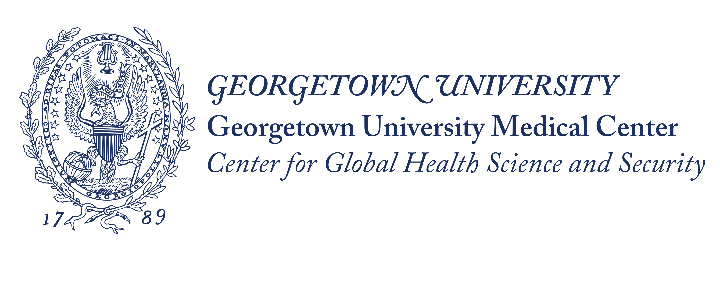 GEORGETOWN UNIVERSITY
Georgetown University Medical Center
Center for Global Health Science and Security
17 89